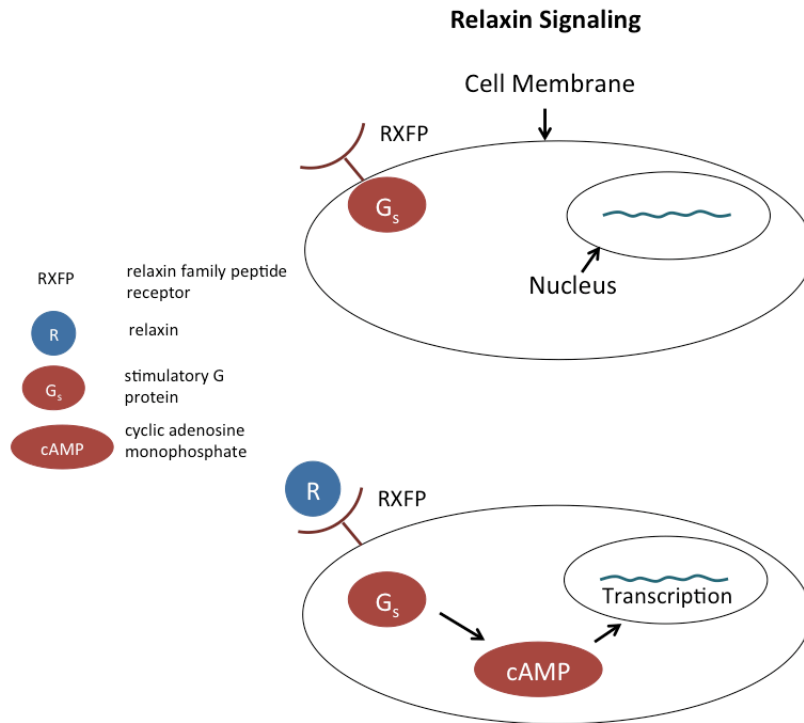 Relaxin Signaling
Cell Membrane
RXFP
Gs
Nucleus
RXFP
relaxin family peptide
receptor
R
relaxin
Gs
stimulatory G
protein
cAMP
cyclic adenosine
monophosphate
R
RXFP
Gs
cAMP
Transcription